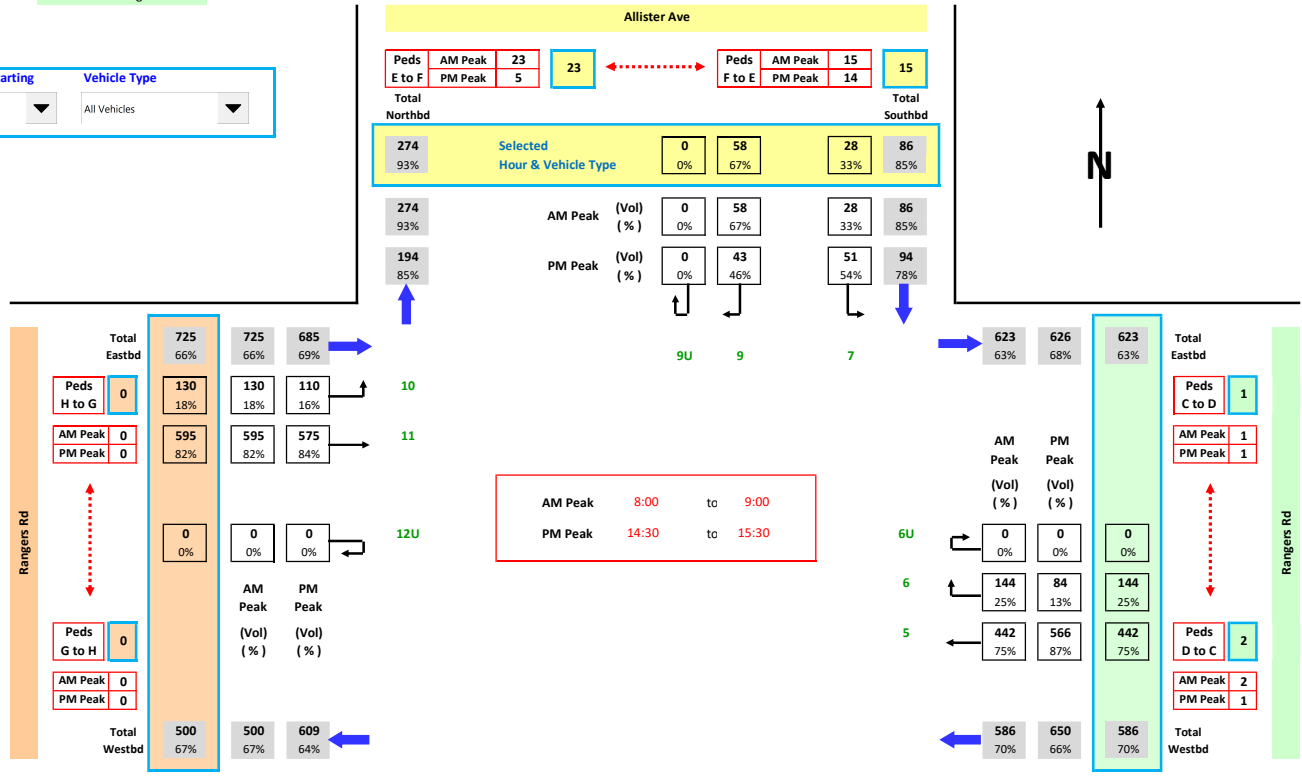 Allister Ave
Peds E to F AM Peak 23 PM Peak 5 23
Peds F to E AM Peak 15 PM Peak 14 15
arting Vehicle Type
All Vehicles
Total Northbd
Total Southbd
274 Selected 0 58 28 86
93% Hour & Vehicle Type 0% 67% 33% 85%
274 AM Peak (Vol) 0 58 28 86
93% ( % ) 0% 67% 33% 85%
194 PM Peak (Vol) 0 43 51 94
85% ( % ) 0% 46% 54% 78%
N
Total Eastbd 725 725 685
66% 66% 69%
9U 9 7
623 626 623 Total Eastbd
63% 68% 63%
Peds H to G 0
130 130 110 10
18% 18% 16%
Peds C to D 1
AM Peak 0
PM Peak 0
595 595 575 11
82% 82% 84%
AM Peak 1
PM Peak 1
AM Peak PM Peak
(Vol) (Vol)
( % ) ( % )
AM Peak 8:00 to 9:00
PM Peak 14:30 to 15:30
Rangers Rd
0 0 0 12U
0% 0% 0%
6U 0 0 0
0% 0% 0%
Rangers Rd
AM Peak PM Peak
(Vol) (Vol)
( % ) ( % )
6 144 84 144
25% 13% 25%
Peds G to H 0
5 442 566 442
75% 87% 75%
Peds D to C 2
AM Peak 0
PM Peak 0
AM Peak 2
PM Peak 1
Total Westbd 500 500 609
67% 67% 64%
586 650 586 Total Westbd
70% 66% 70%